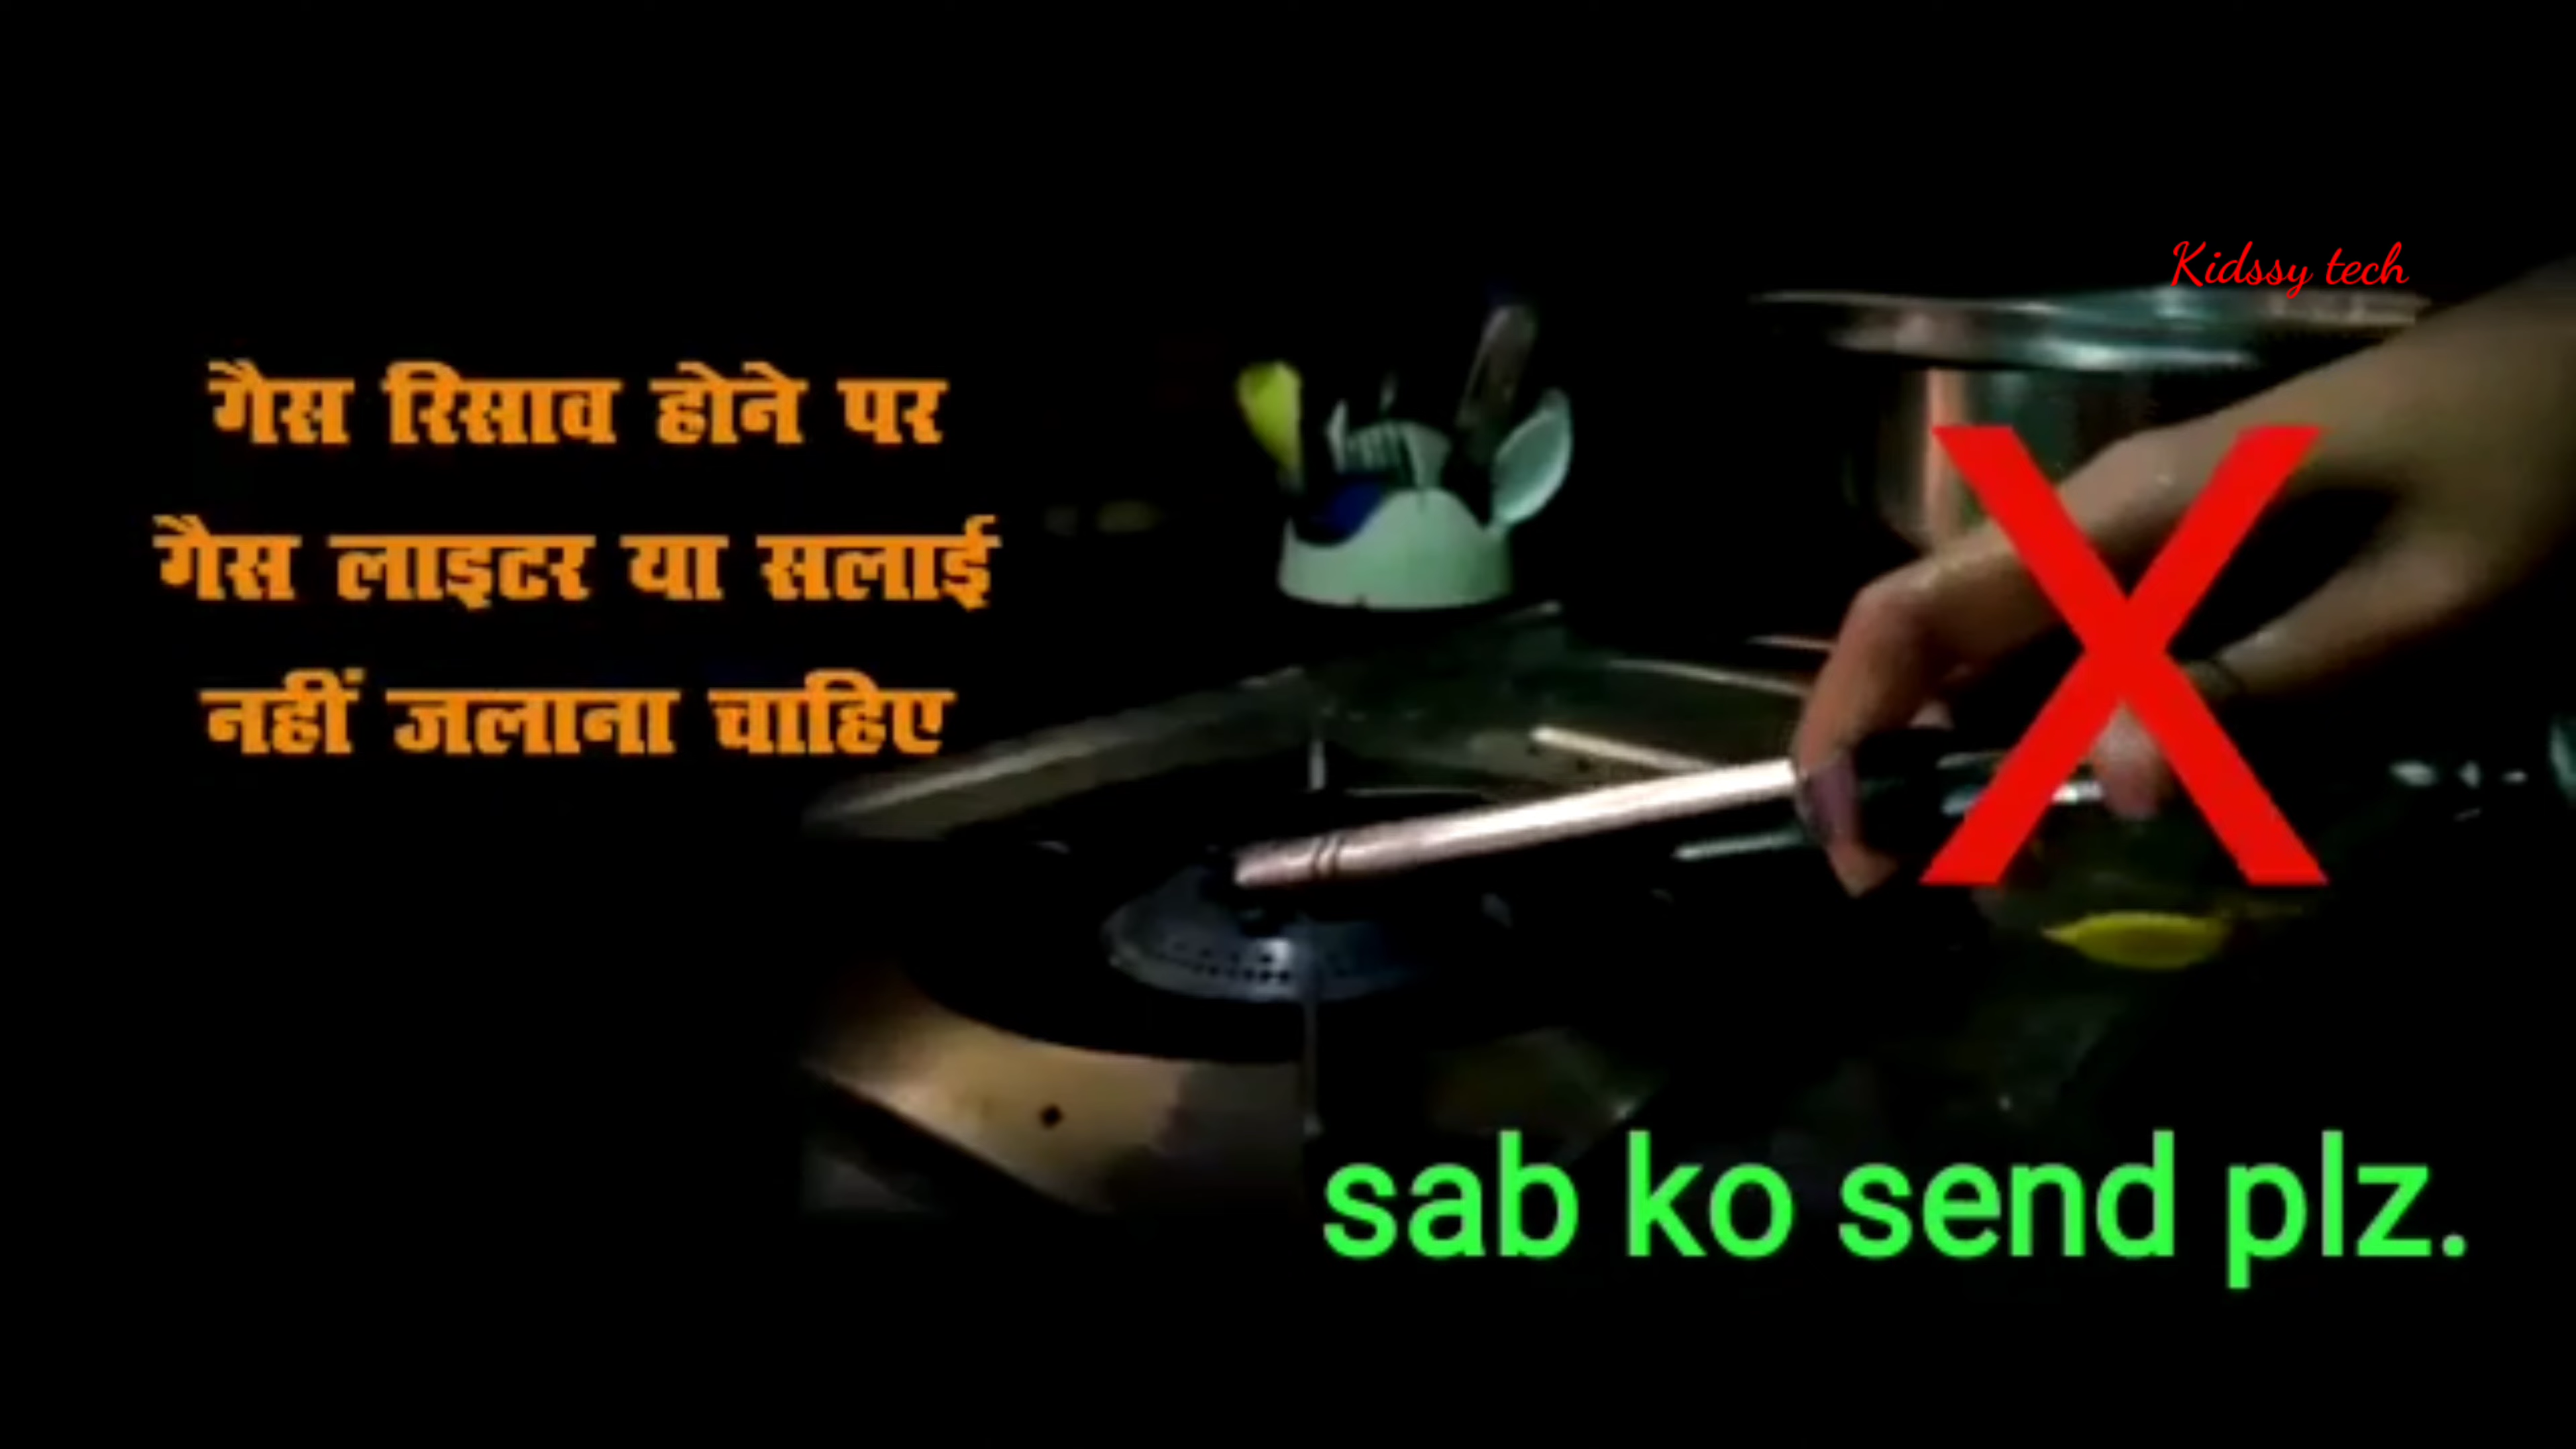 Kidssy tech
गैस रिसाव होने पर
गैस लाइटर या सलाई
नहीं जलाना चाहिए
sab ko send plz.